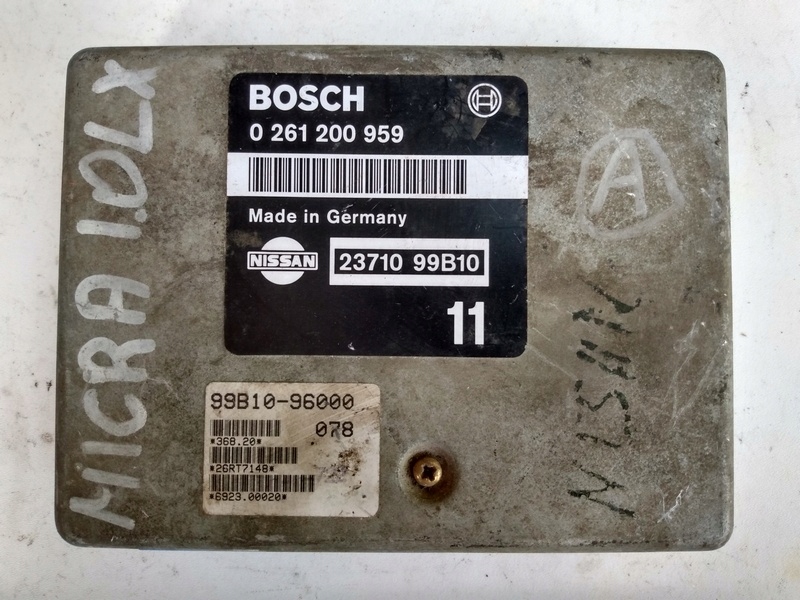 MICRA 1.0LX
BOSCH
0 261 200 959
Made in Germany
NISSAN
23710 99B10
11
A
NISSAN
99B10-96000
078
*368.20*
*26RT7148*
*6923.00020*